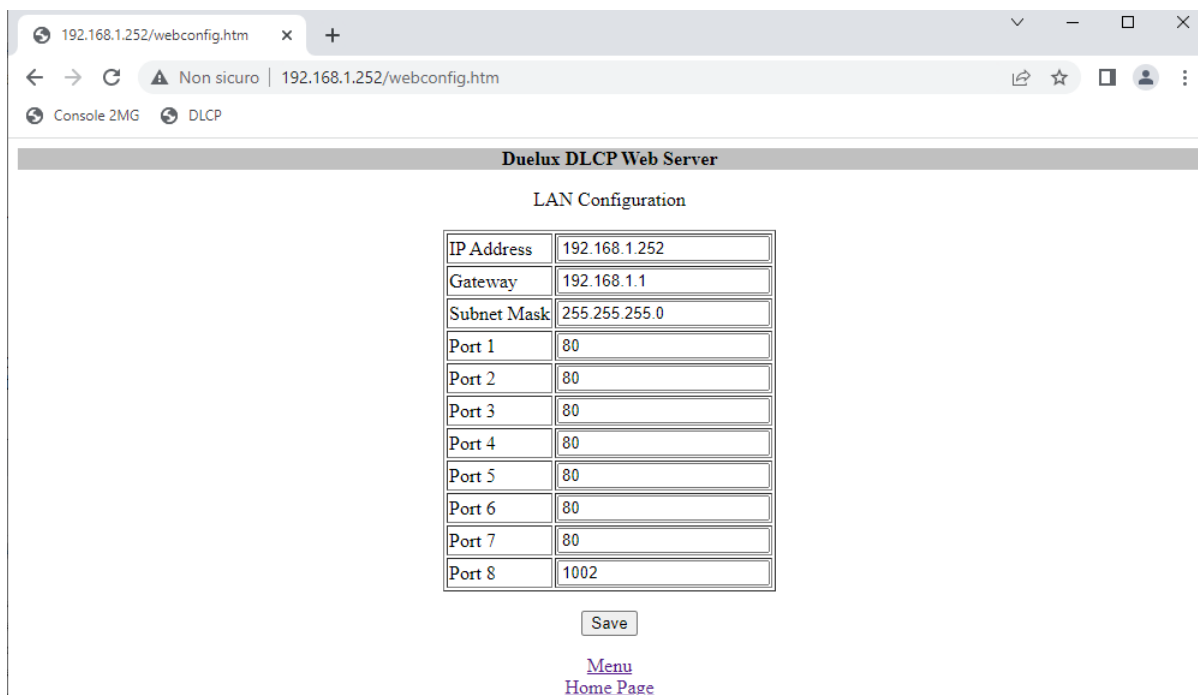 192.168.1.252/webconfig.htm
Non sicuro | 192.168.1.252/webconfig.htm
Console 2MG DLCP
Duelux DLCP Web Server
LAN Configuration
IP Address 192.168.1.252
Gateway 192.168.1.1
Subnet Mask 255.255.255.0
Port 1 80
Port 2 80
Port 3 80
Port 4 80
Port 5 80
Port 6 80
Port 7 80
Port 8 1002
Save
Menu
Home Page